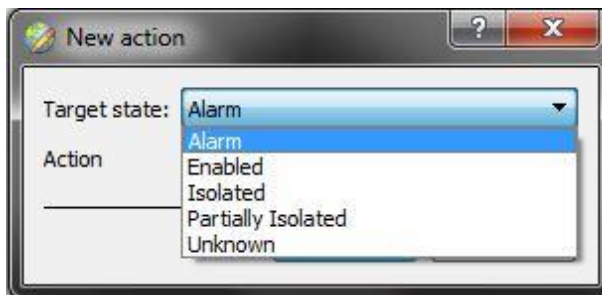 New action
?
X
Target state: Alarm
Alarm
Action
Enabled
Isolated
Partially Isolated
Unknown